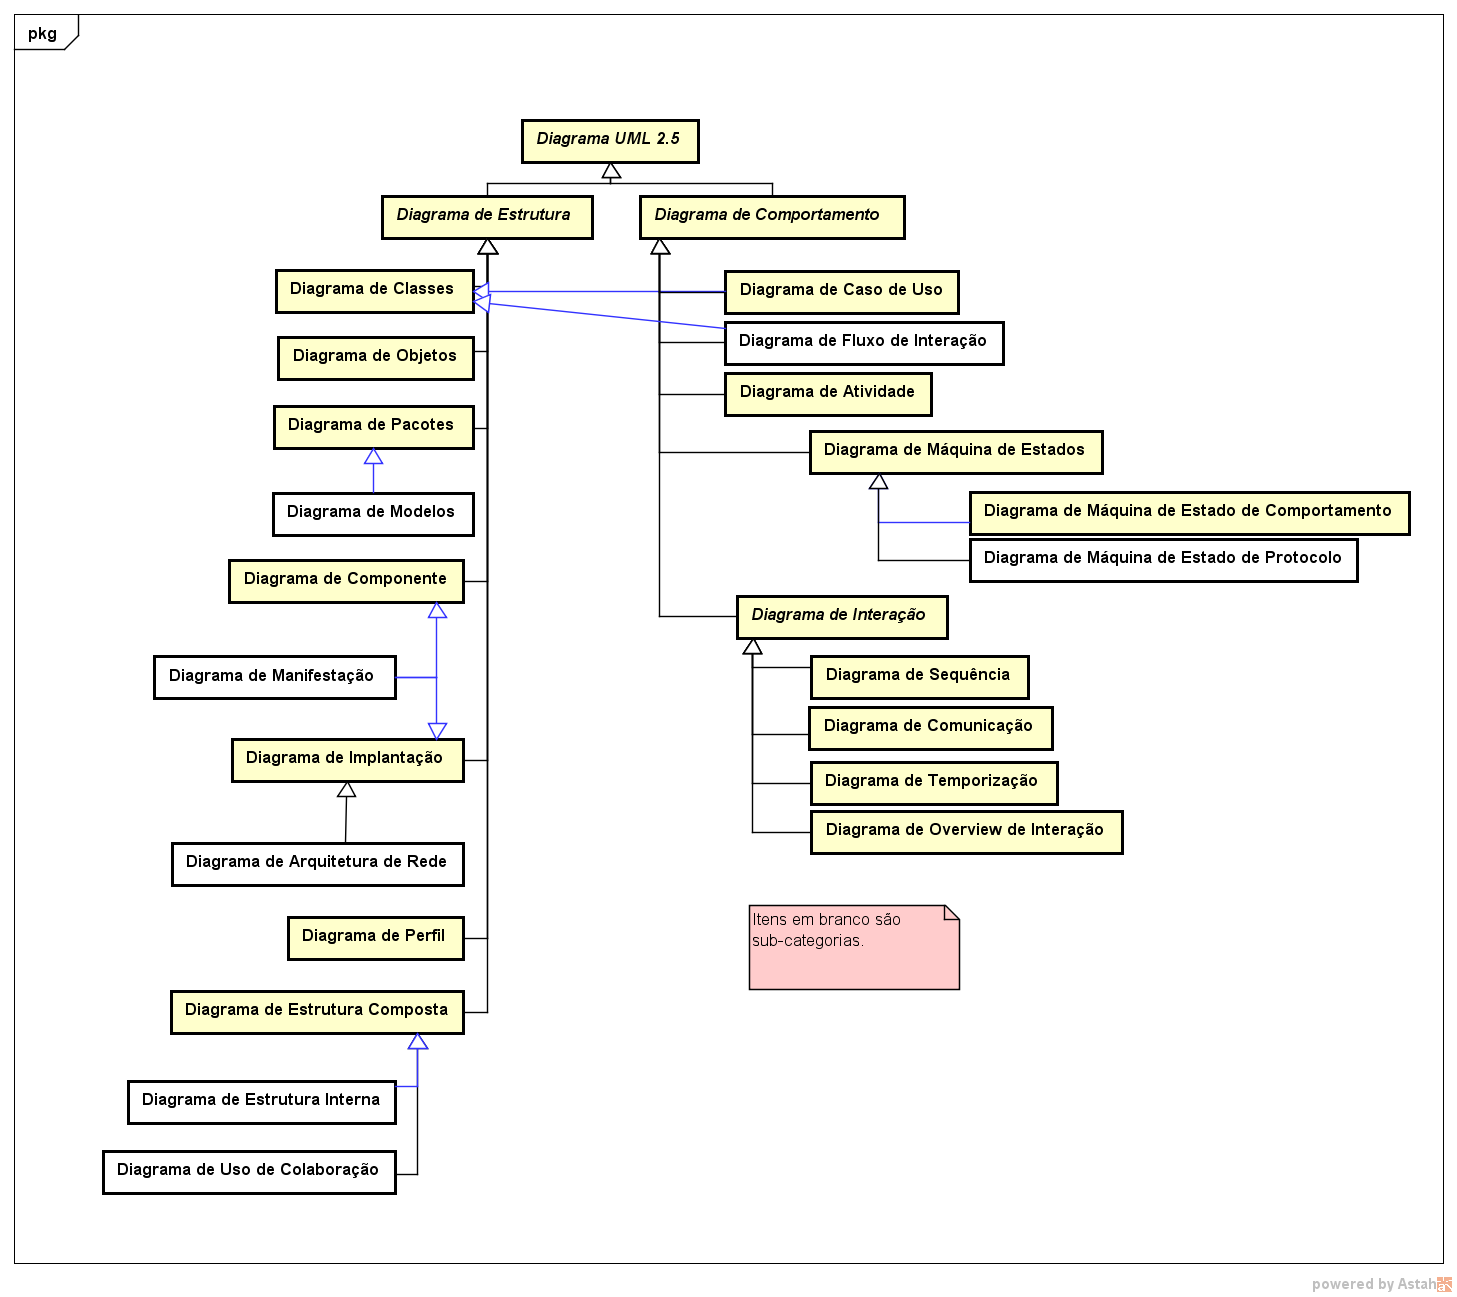 pkg
Diagrama UML 2.5
Diagrama de Estrutura
Diagrama de Comportamento
Diagrama de Classes
Diagrama de Objetos
Diagrama de Pacotes
Diagrama de Modelos
Diagrama de Componente
Diagrama de Manifestação
Diagrama de Implantação
Diagrama de Arquitetura de Rede
Diagrama de Perfil
Diagrama de Estrutura Composta
Diagrama de Estrutura Interna
Diagrama de Uso de Colaboração
Diagrama de Caso de Uso
Diagrama de Fluxo de Interação
Diagrama de Atividade
Diagrama de Máquina de Estados
Diagrama de Máquina de Estado de Comportamento
Diagrama de Máquina de Estado de Protocolo
Diagrama de Interação
Diagrama de Sequência
Diagrama de Comunicação
Diagrama de Temporização
Diagrama de Overview de Interação
Itens em branco são
sub-categorias.
powered by Astah